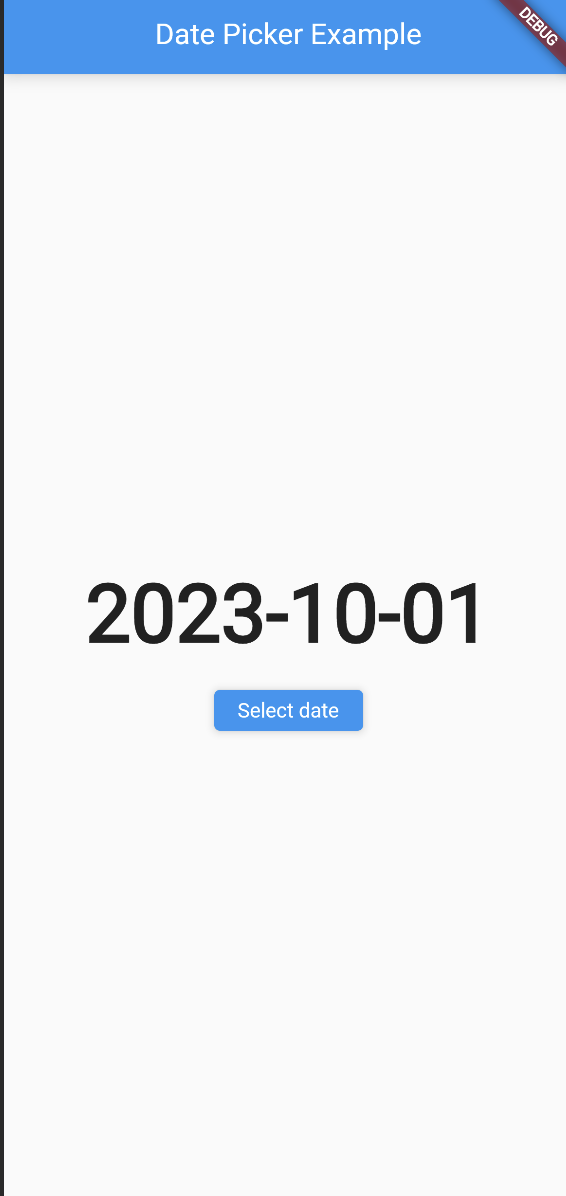 Date Picker Example
DEBUG
2023-10-01
Select date